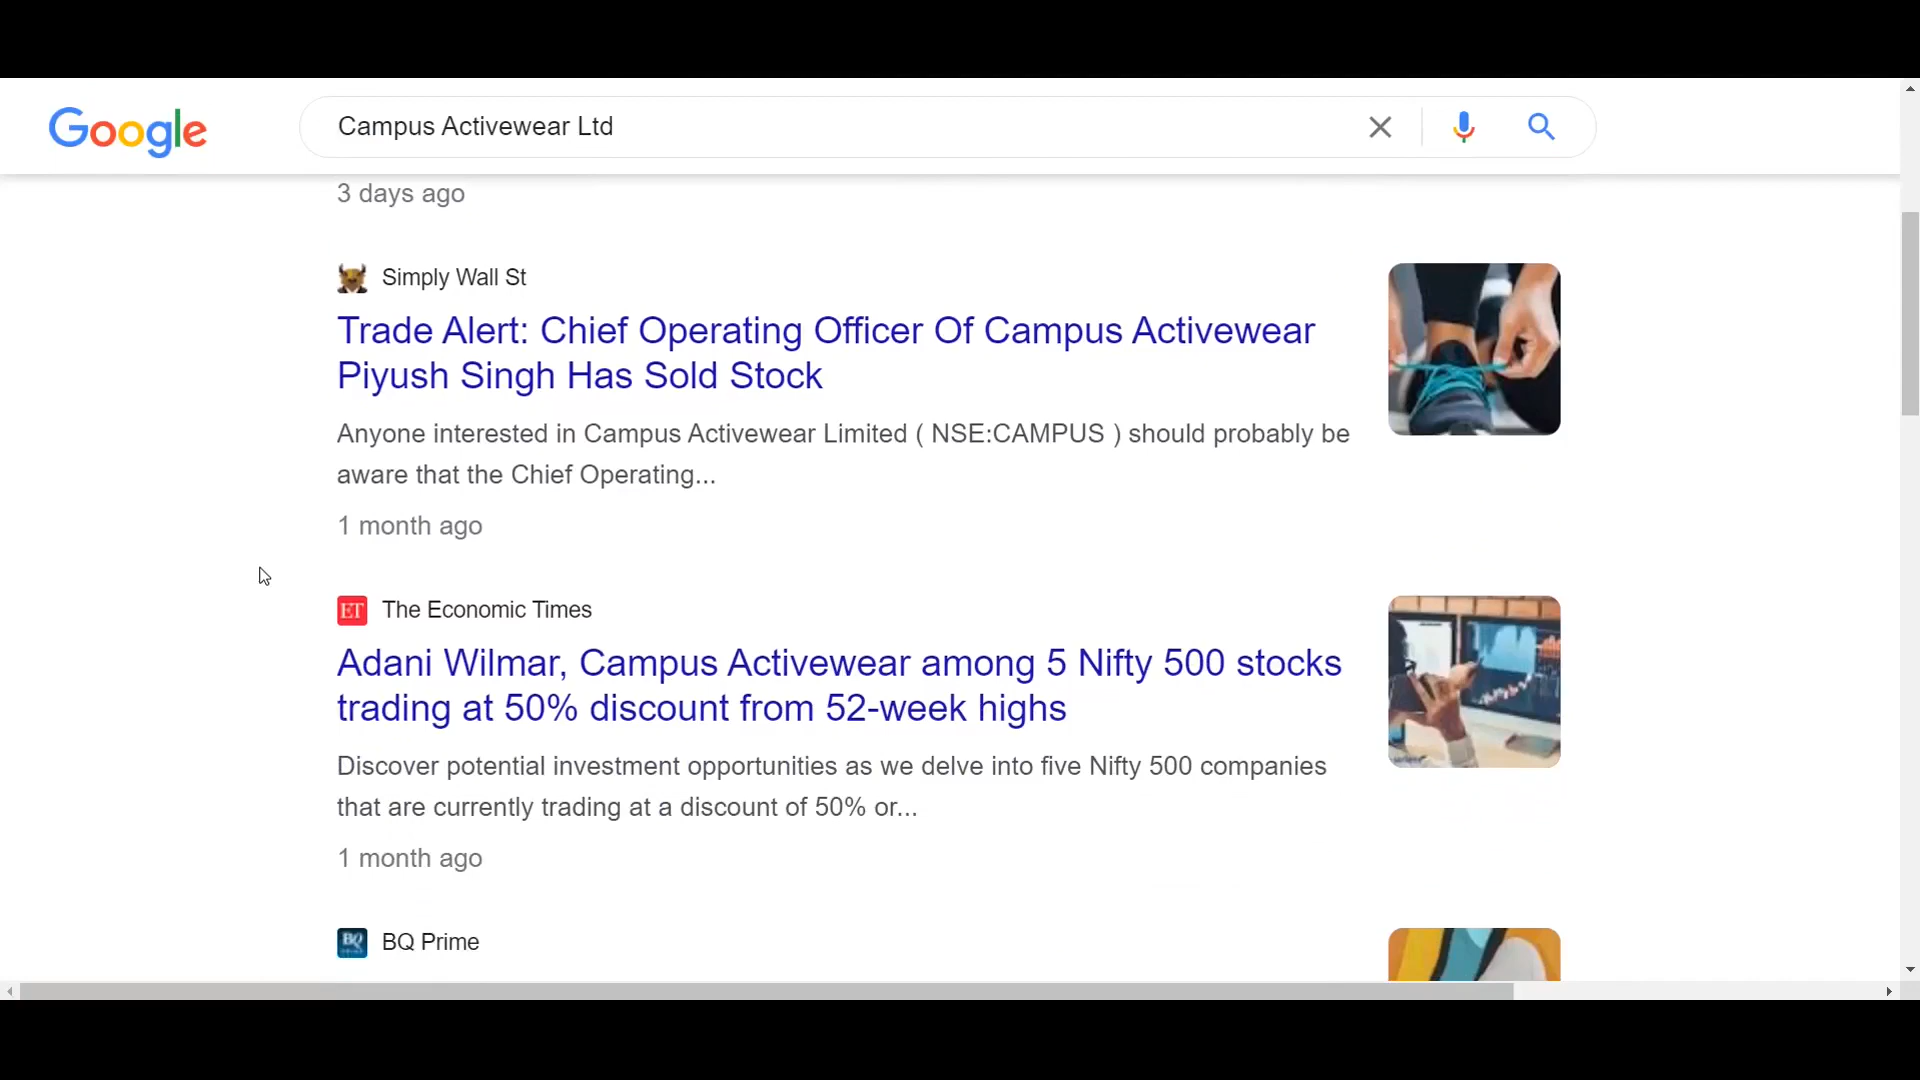 Google
Campus Activewear Ltd
3 days ago
Simply Wall St
Trade Alert: Chief Operating Officer Of Campus Activewear
Piyush Singh Has Sold Stock
Anyone interested in Campus Activewear Limited ( NSE:CAMPUS ) should probably be
aware that the Chief Operating...
1 month ago
ET The Economic Times
Adani Wilmar, Campus Activewear among 5 Nifty 500 stocks
trading at 50% discount from 52-week highs
Discover potential investment opportunities as we delve into five Nifty 500 companies
that are currently trading at a discount of 50% or...
1 month ago
BQ BQ Prime